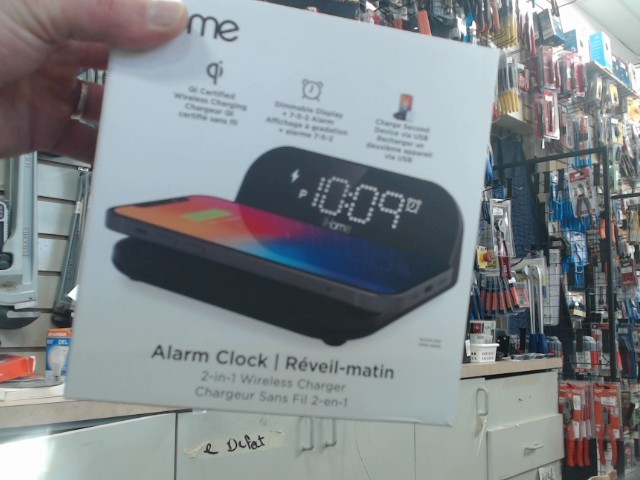 me
Qi Certified
Wireless Charging
Chargeur Qi
certifié sans fil
Dimmable Display
+ 7-5-2 Alarm
Affichage à gradation
+ alarme 7-5-2
Charge Second
Device via USB
Recharger un
deuxième appareil
via USB
P 10:09
iHome
Alarm Clock | Réveil-matin
2-in-1 Wireless Charger
Chargeur Sans Fil 2-en-1
DEL